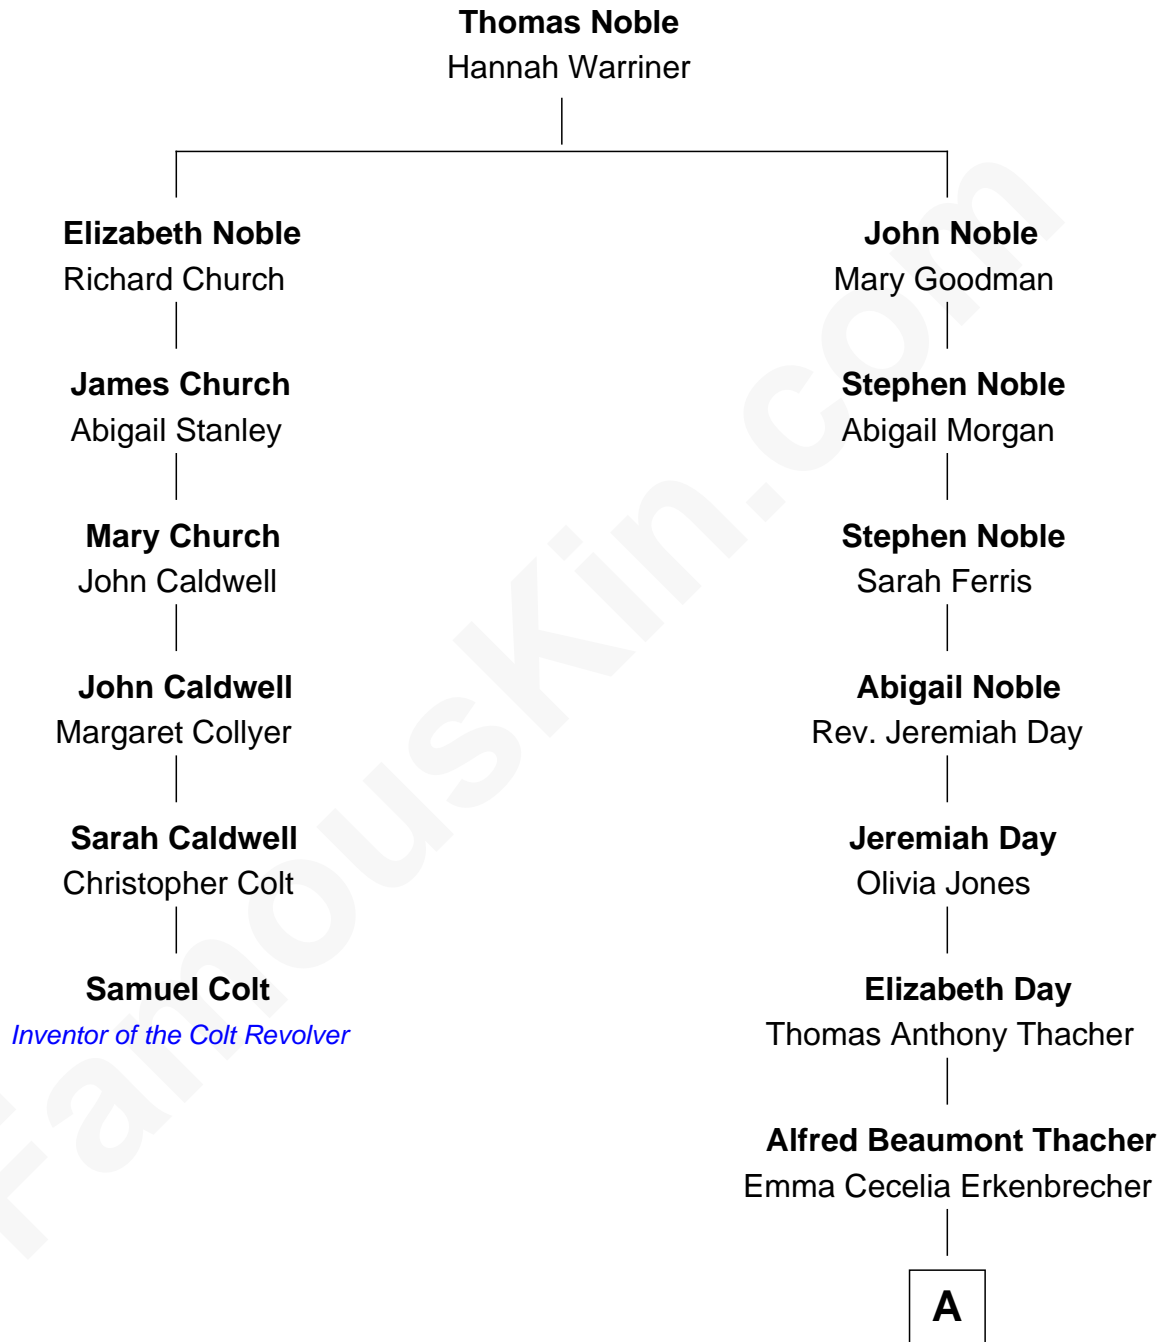 Thomas Noble
Hannah Warriner
Elizabeth Noble
Richard Church
John Noble
Mary Goodman
James Church
Abigail Stanley
Stephen Noble
Abigail Morgan
Mary Church
John Caldwell
Stephen Noble
Sarah Ferris
John Caldwell
Margaret Collyer
Abigail Noble
Rev. Jeremiah Day
Sarah Caldwell
Christopher Colt
Jeremiah Day
Olivia Jones
Samuel Colt
Inventor of the Colt Revolver
Elizabeth Day
Thomas Anthony Thacher
Alfred Beaumont Thacher
Emma Cecelia Erkenbrecher
A
FamousKin.com